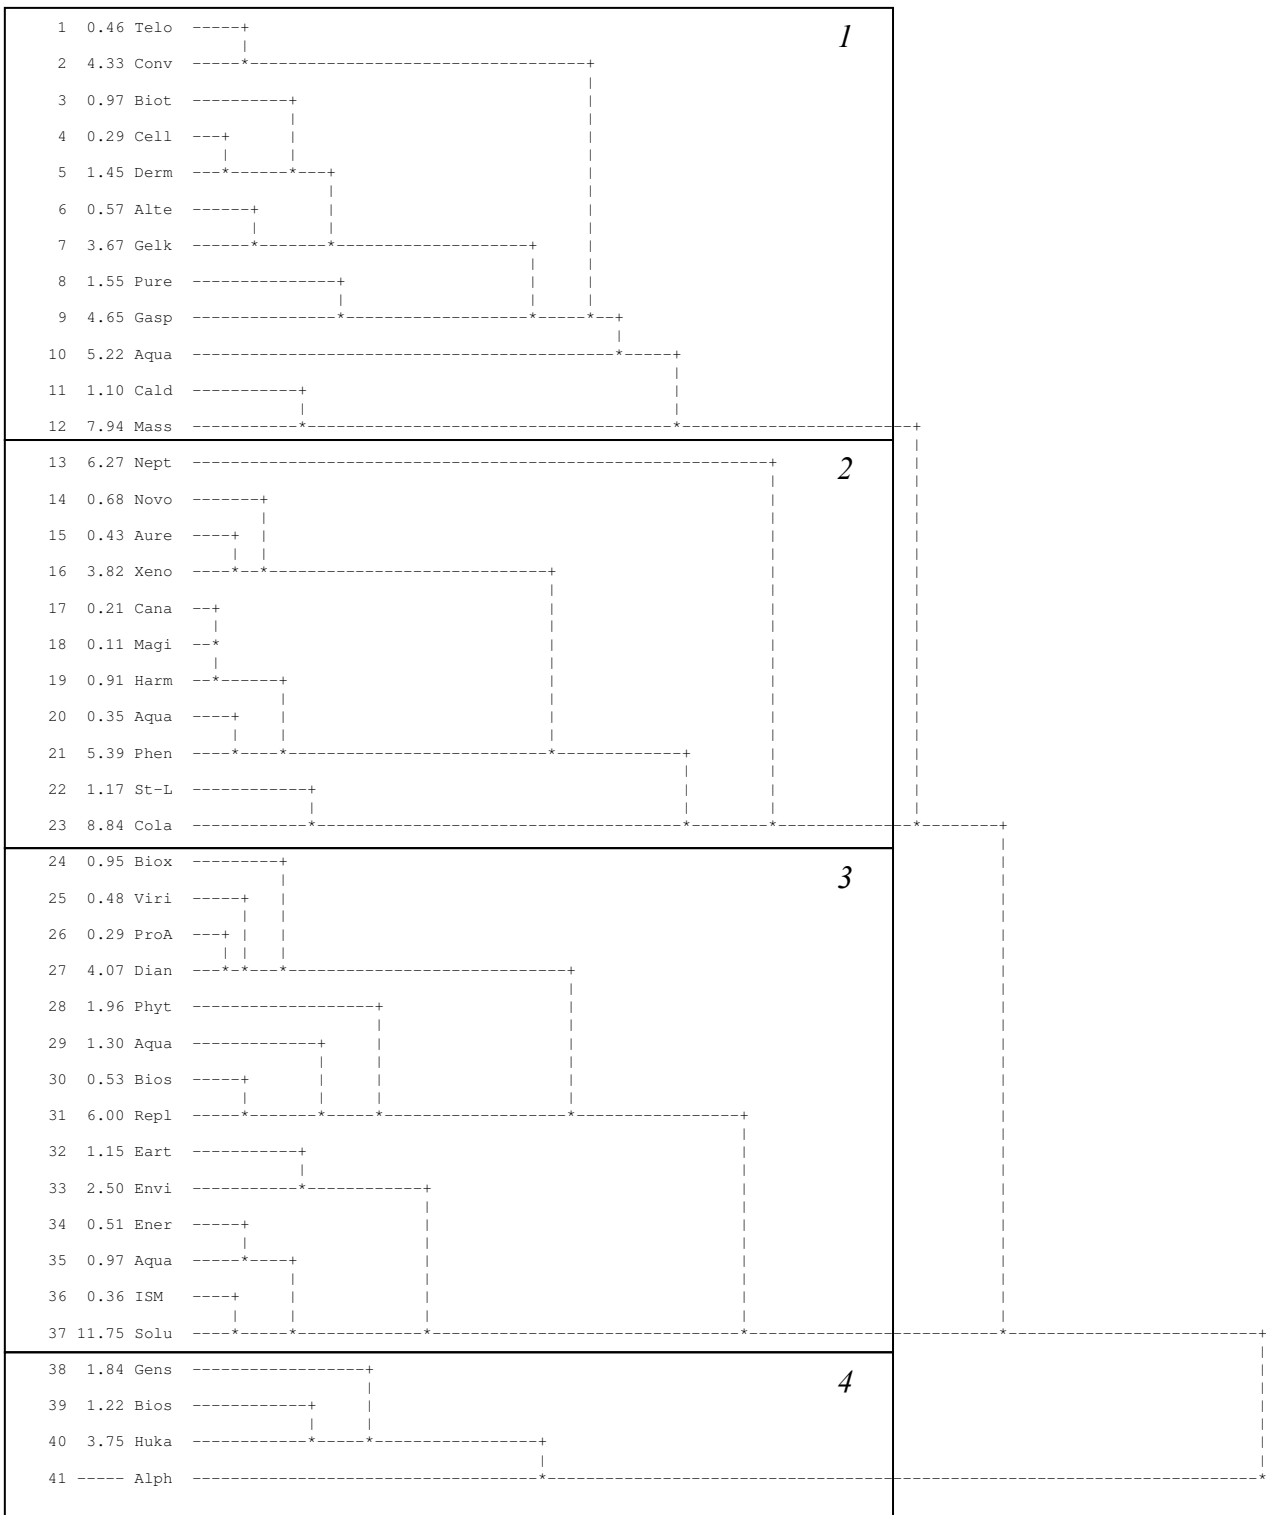 1 0.46 Telo
1
2 4.33 Conv
3 0.97 Biot
4 0.29 Cell
5 1.45 Derm
6 0.57 Alte
7 3.67 Gelk
8 1.55 Pure
9 4.65 Gasp
10 5.22 Aqua
11 1.10 Cald
12 7.94 Mass
13 6.27 Nept
2
14 0.68 Novo
15 0.43 Aure
16 3.82 Xeno
17 0.21 Cana
18 0.11 Magi
19 0.91 Harm
20 0.35 Aqua
21 5.39 Phen
22 1.17 St-L
23 8.84 Cola
24 0.95 Biox
3
25 0.48 Viri
26 0.29 ProA
27 4.07 Dian
28 1.96 Phyt
29 1.30 Aqua
30 0.53 Bios
31 6.00 Repl
32 1.15 Eart
33 2.50 Envi
34 0.51 Ener
35 0.97 Aqua
36 0.36 ISM
37 11.75 Solu
38 1.84 Gens
4
39 1.22 Bios
40 3.75 Huka
41 ----- Alph